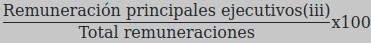 Remuneración principales ejecutivos(iii)
Total remuneraciones
x100